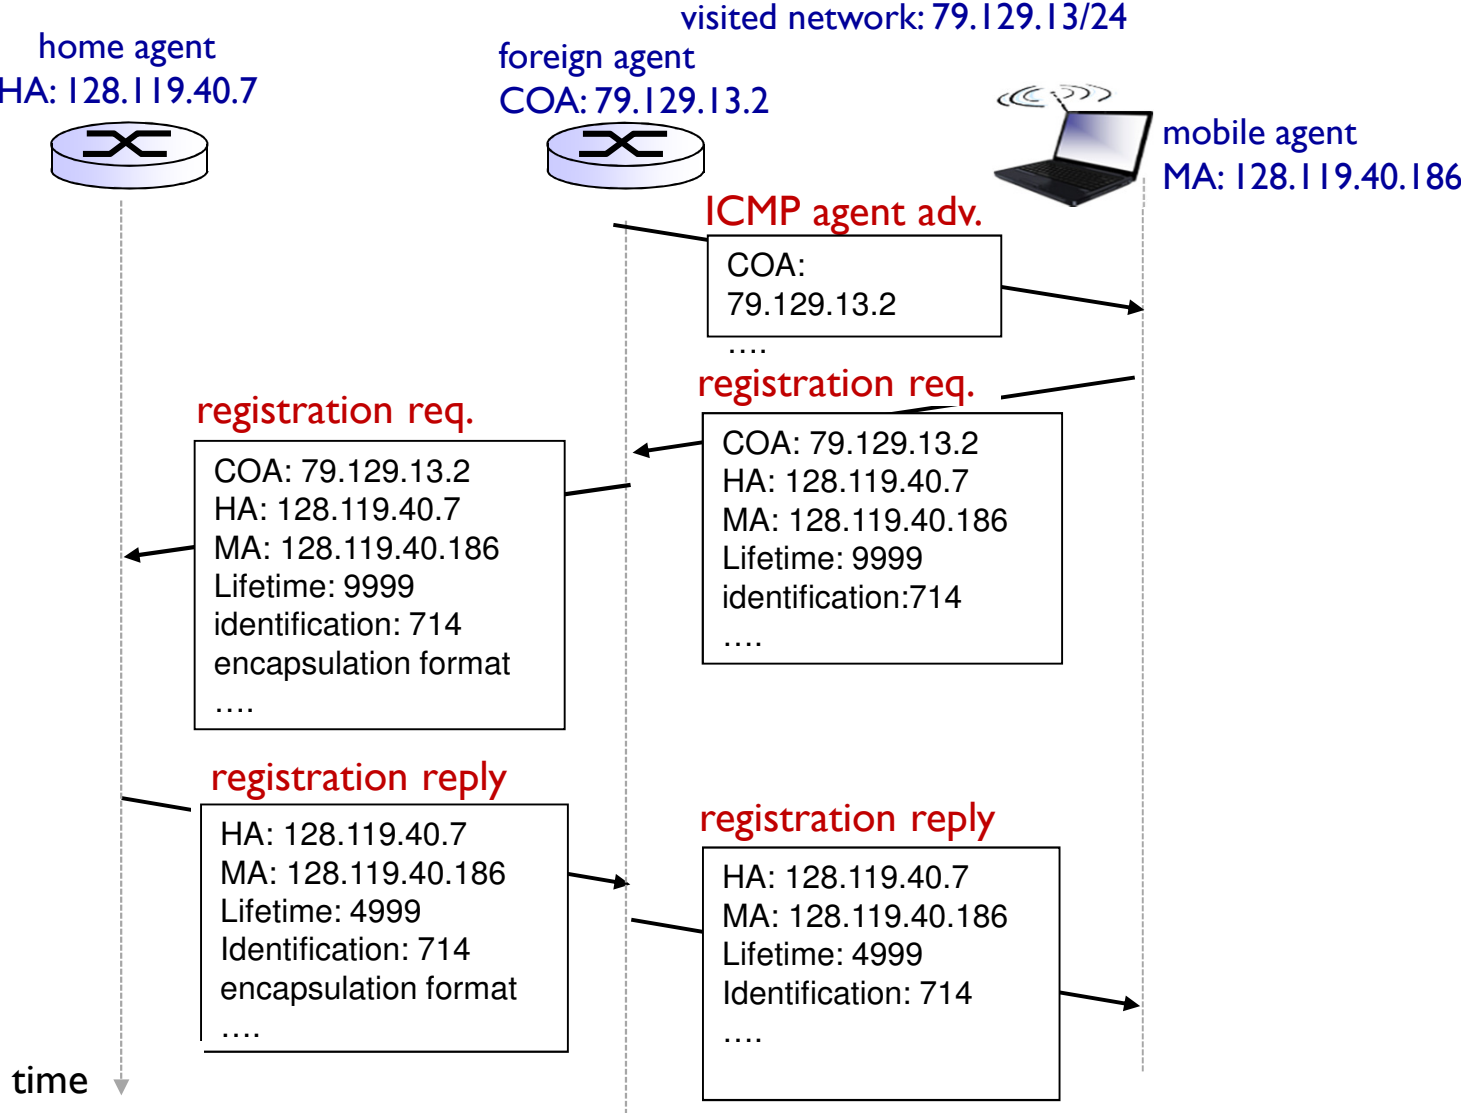 visited network: 79.129.13/24
home agent
HA: 128.119.40.7
foreign agent
COA: 79.129.13.2
mobile agent
MA: 128.119.40.186
ICMP agent adv.
COA:
79.129.13.2
….
registration req.
COA: 79.129.13.2
HA: 128.119.40.7
MA: 128.119.40.186
Lifetime: 9999
identification:714
….
registration req.
COA: 79.129.13.2
HA: 128.119.40.7
MA: 128.119.40.186
Lifetime: 9999
identification: 714
encapsulation format
….
registration reply
HA: 128.119.40.7
MA: 128.119.40.186
Lifetime: 4999
Identification: 714
encapsulation format
….
registration reply
HA: 128.119.40.7
MA: 128.119.40.186
Lifetime: 4999
Identification: 714
….
time